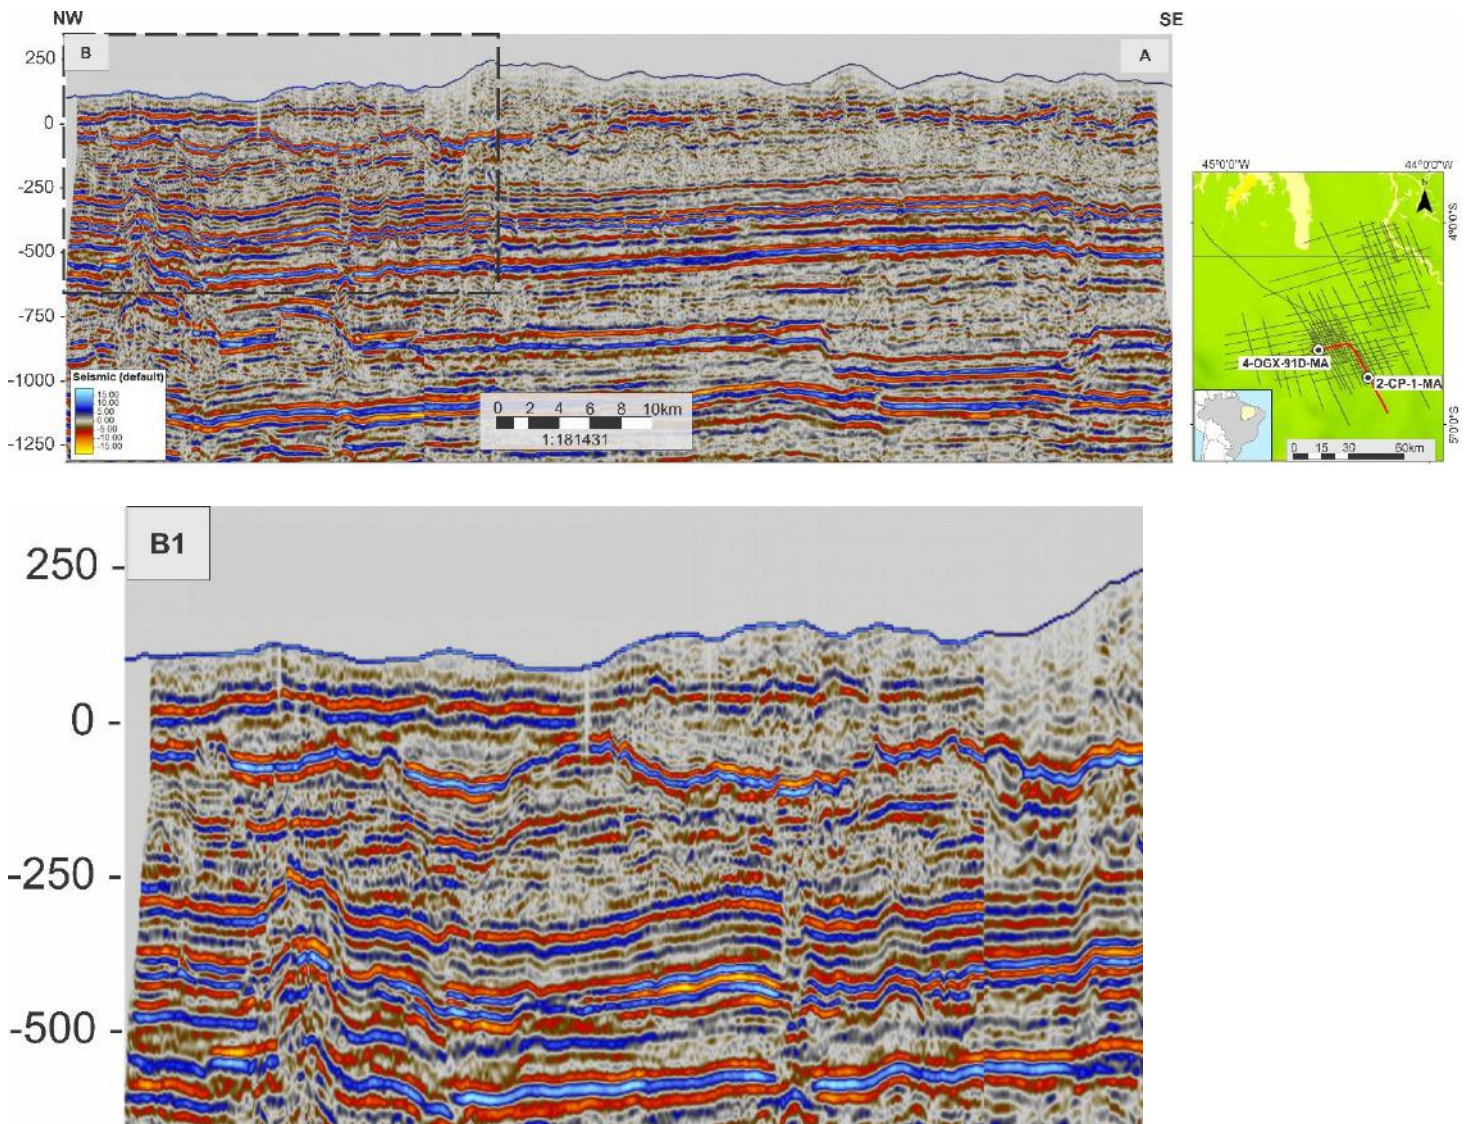 NW
SE
B
A
250
0
-250
-500
-750
-1000
-1250
Seismic (default)
15.00
10.00
5.00
0.00
-5.00
-10.00
-15.00
0 2 4 6 8 10km
1:181431
45°0'0"W
44°0'0"W
N
4°0'0"S
5°0'0"S
4-OGX-91D-MA
2-CP-1-MA
0 15 30 60km
B1
250
0
-250
-500